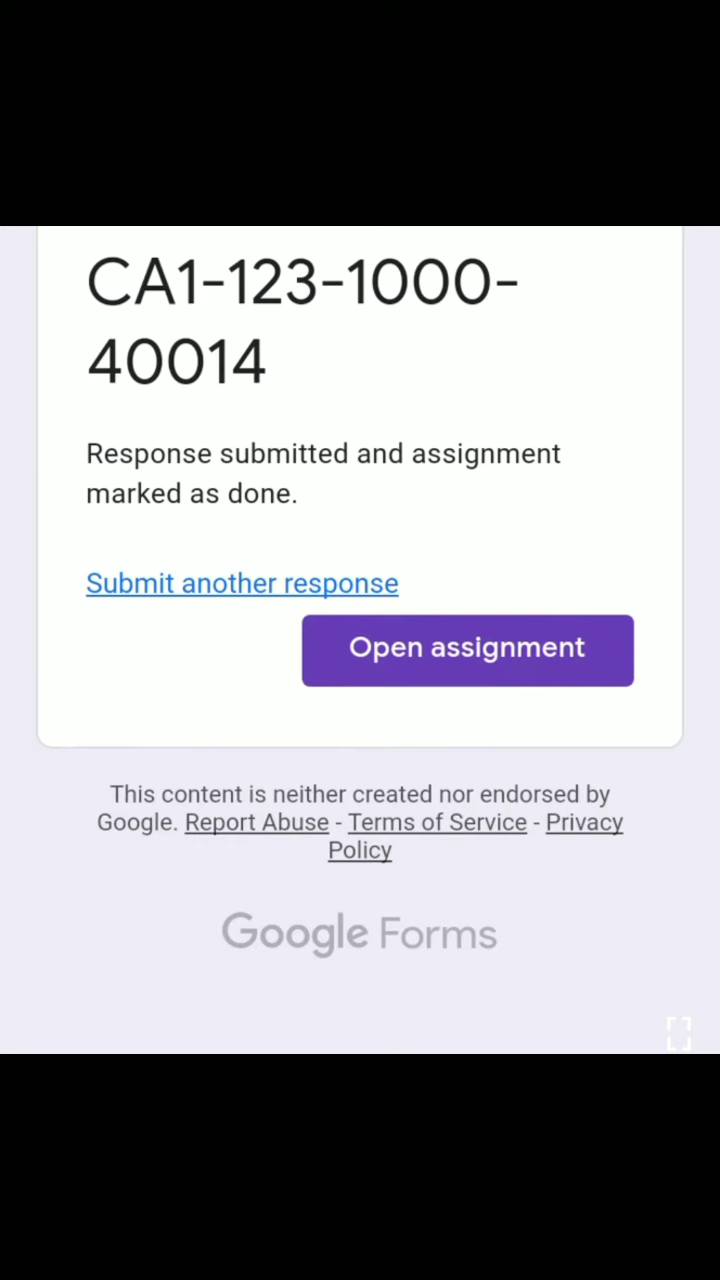 CA1-123-1000-
40014
Response submitted and assignment
marked as done.
Submit another response
Open assignment
This content is neither created nor endorsed by
Google. Report Abuse - Terms of Service - Privacy
Policy
Google Forms